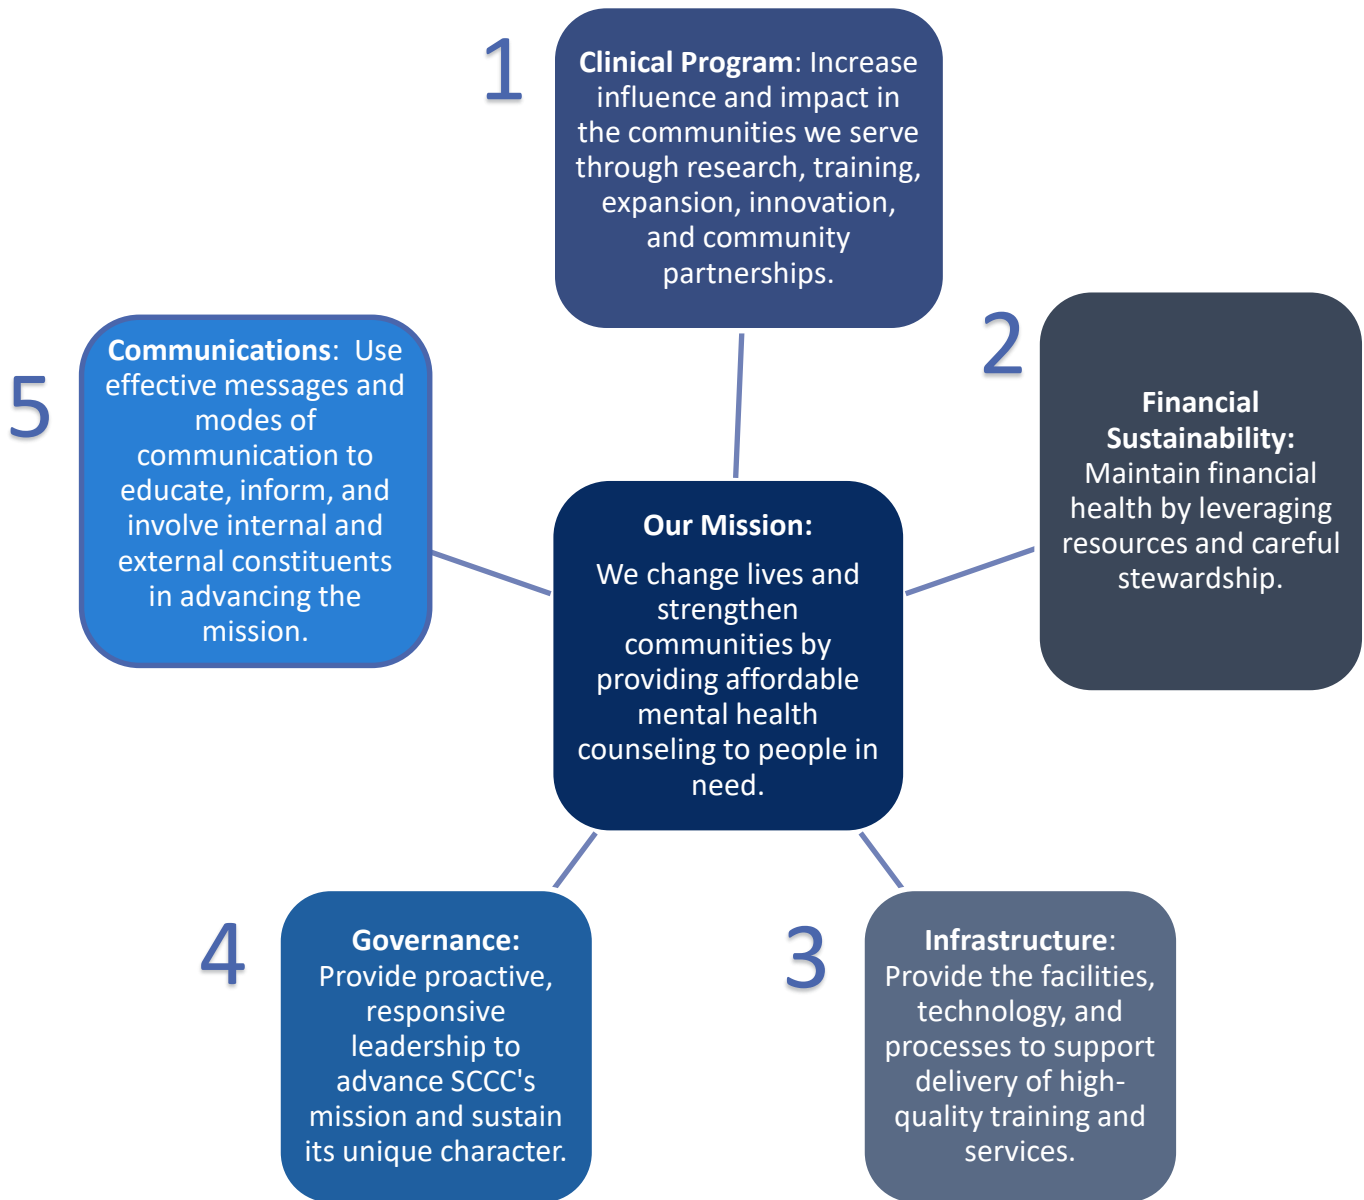 1
Clinical Program: Increase
influence and impact in
the communities we serve
through research, training,
expansion, innovation,
and community
partnerships.
2
Financial
Sustainability:
Maintain financial
health by leveraging
resources and careful
stewardship.
3
Infrastructure:
Provide the facilities,
technology, and
processes to support
delivery of high-
quality training and
services.
4
Governance:
Provide proactive,
responsive
leadership to
advance SCCC's
mission and sustain
its unique character.
5
Communications:  Use
effective messages and
modes of
communication to
educate, inform, and
involve internal and
external constituents
in advancing the
mission.
Our Mission:
We change lives and
strengthen
communities by
providing affordable
mental health
counseling to people in
need.